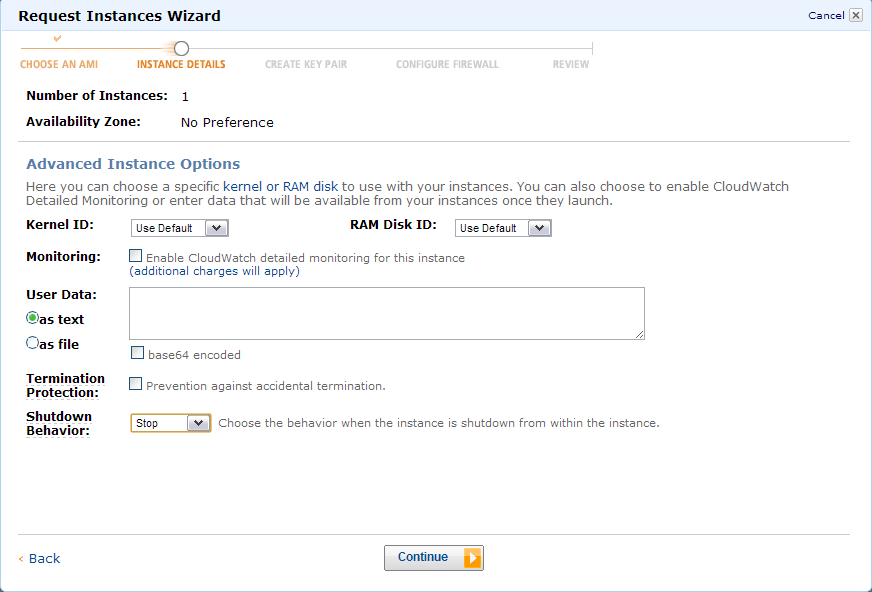 Request Instances Wizard
Cancel
CHOOSE AN AMI INSTANCE DETAILS CREATE KEY PAIR CONFIGURE FIREWALL REVIEW
Number of Instances: 1
Availability Zone: No Preference
Advanced Instance Options
Here you can choose a specific kernel or RAM disk to use with your instances. You can also choose to enable CloudWatch
Detailed Monitoring or enter data that will be available from your instances once they launch.
Kernel ID: Use Default RAM Disk ID: Use Default
Monitoring: Enable CloudWatch detailed monitoring for this instance
(additional charges will apply)
User Data:
as text
as file
base64 encoded
Termination
Protection: Prevention against accidental termination.
Shutdown
Behavior: Stop Choose the behavior when the instance is shutdown from within the instance.
< Back Continue